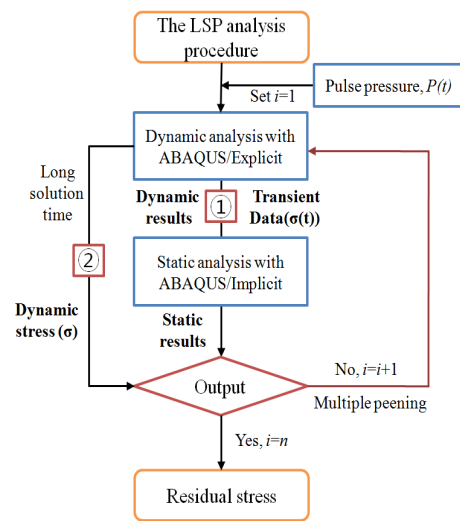 The LSP analysis
procedure
Set i=1
Pulse pressure, P(t)
Dynamic analysis with
ABAQUS/Explicit
Long
solution
time
Dynamic
results
①
Transient
Data(σ(t))
②
Static analysis with
ABAQUS/Implicit
Dynamic
stress (σ)
Static
results
Output
No, i=i+1
Multiple peening
Yes, i=n
Residual stress